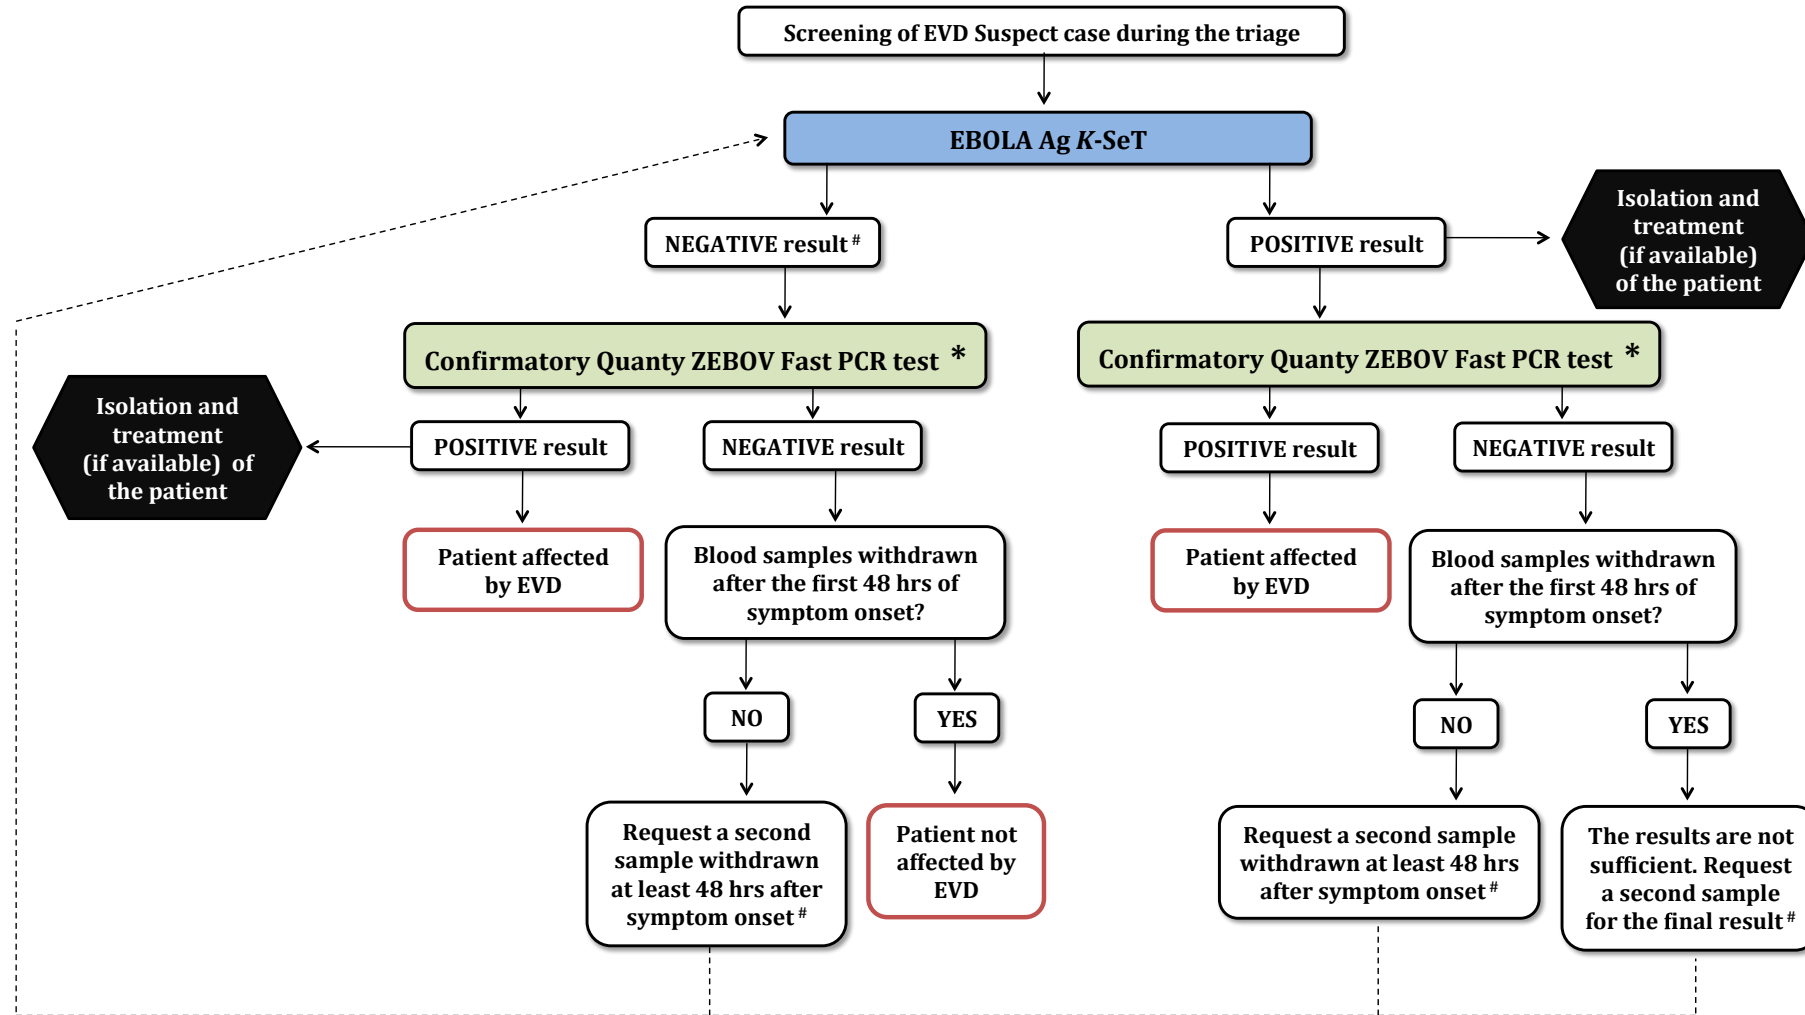 Screening of EVD Suspect case during the triage
EBOLA Ag K-SeT
NEGATIVE result #
POSITIVE result
Isolation and
treatment
(if available)
of the patient
Confirmatory Quanty ZEBOV Fast PCR test *
Confirmatory Quanty ZEBOV Fast PCR test *
Isolation and
treatment
(if available) of
the patient
POSITIVE result
NEGATIVE result
POSITIVE result
NEGATIVE result
Patient affected
by EVD
Blood samples withdrawn
after the first 48 hrs of
symptom onset?
Patient affected
by EVD
Blood samples withdrawn
after the first 48 hrs of
symptom onset?
NO
YES
NO
YES
Request a second
sample withdrawn
at least 48 hrs after
symptom onset #
Patient not
affected by
EVD
Request a second sample
withdrawn at least 48 hrs
after symptom onset #
The results are not
sufficient. Request
a second sample
for the final result #